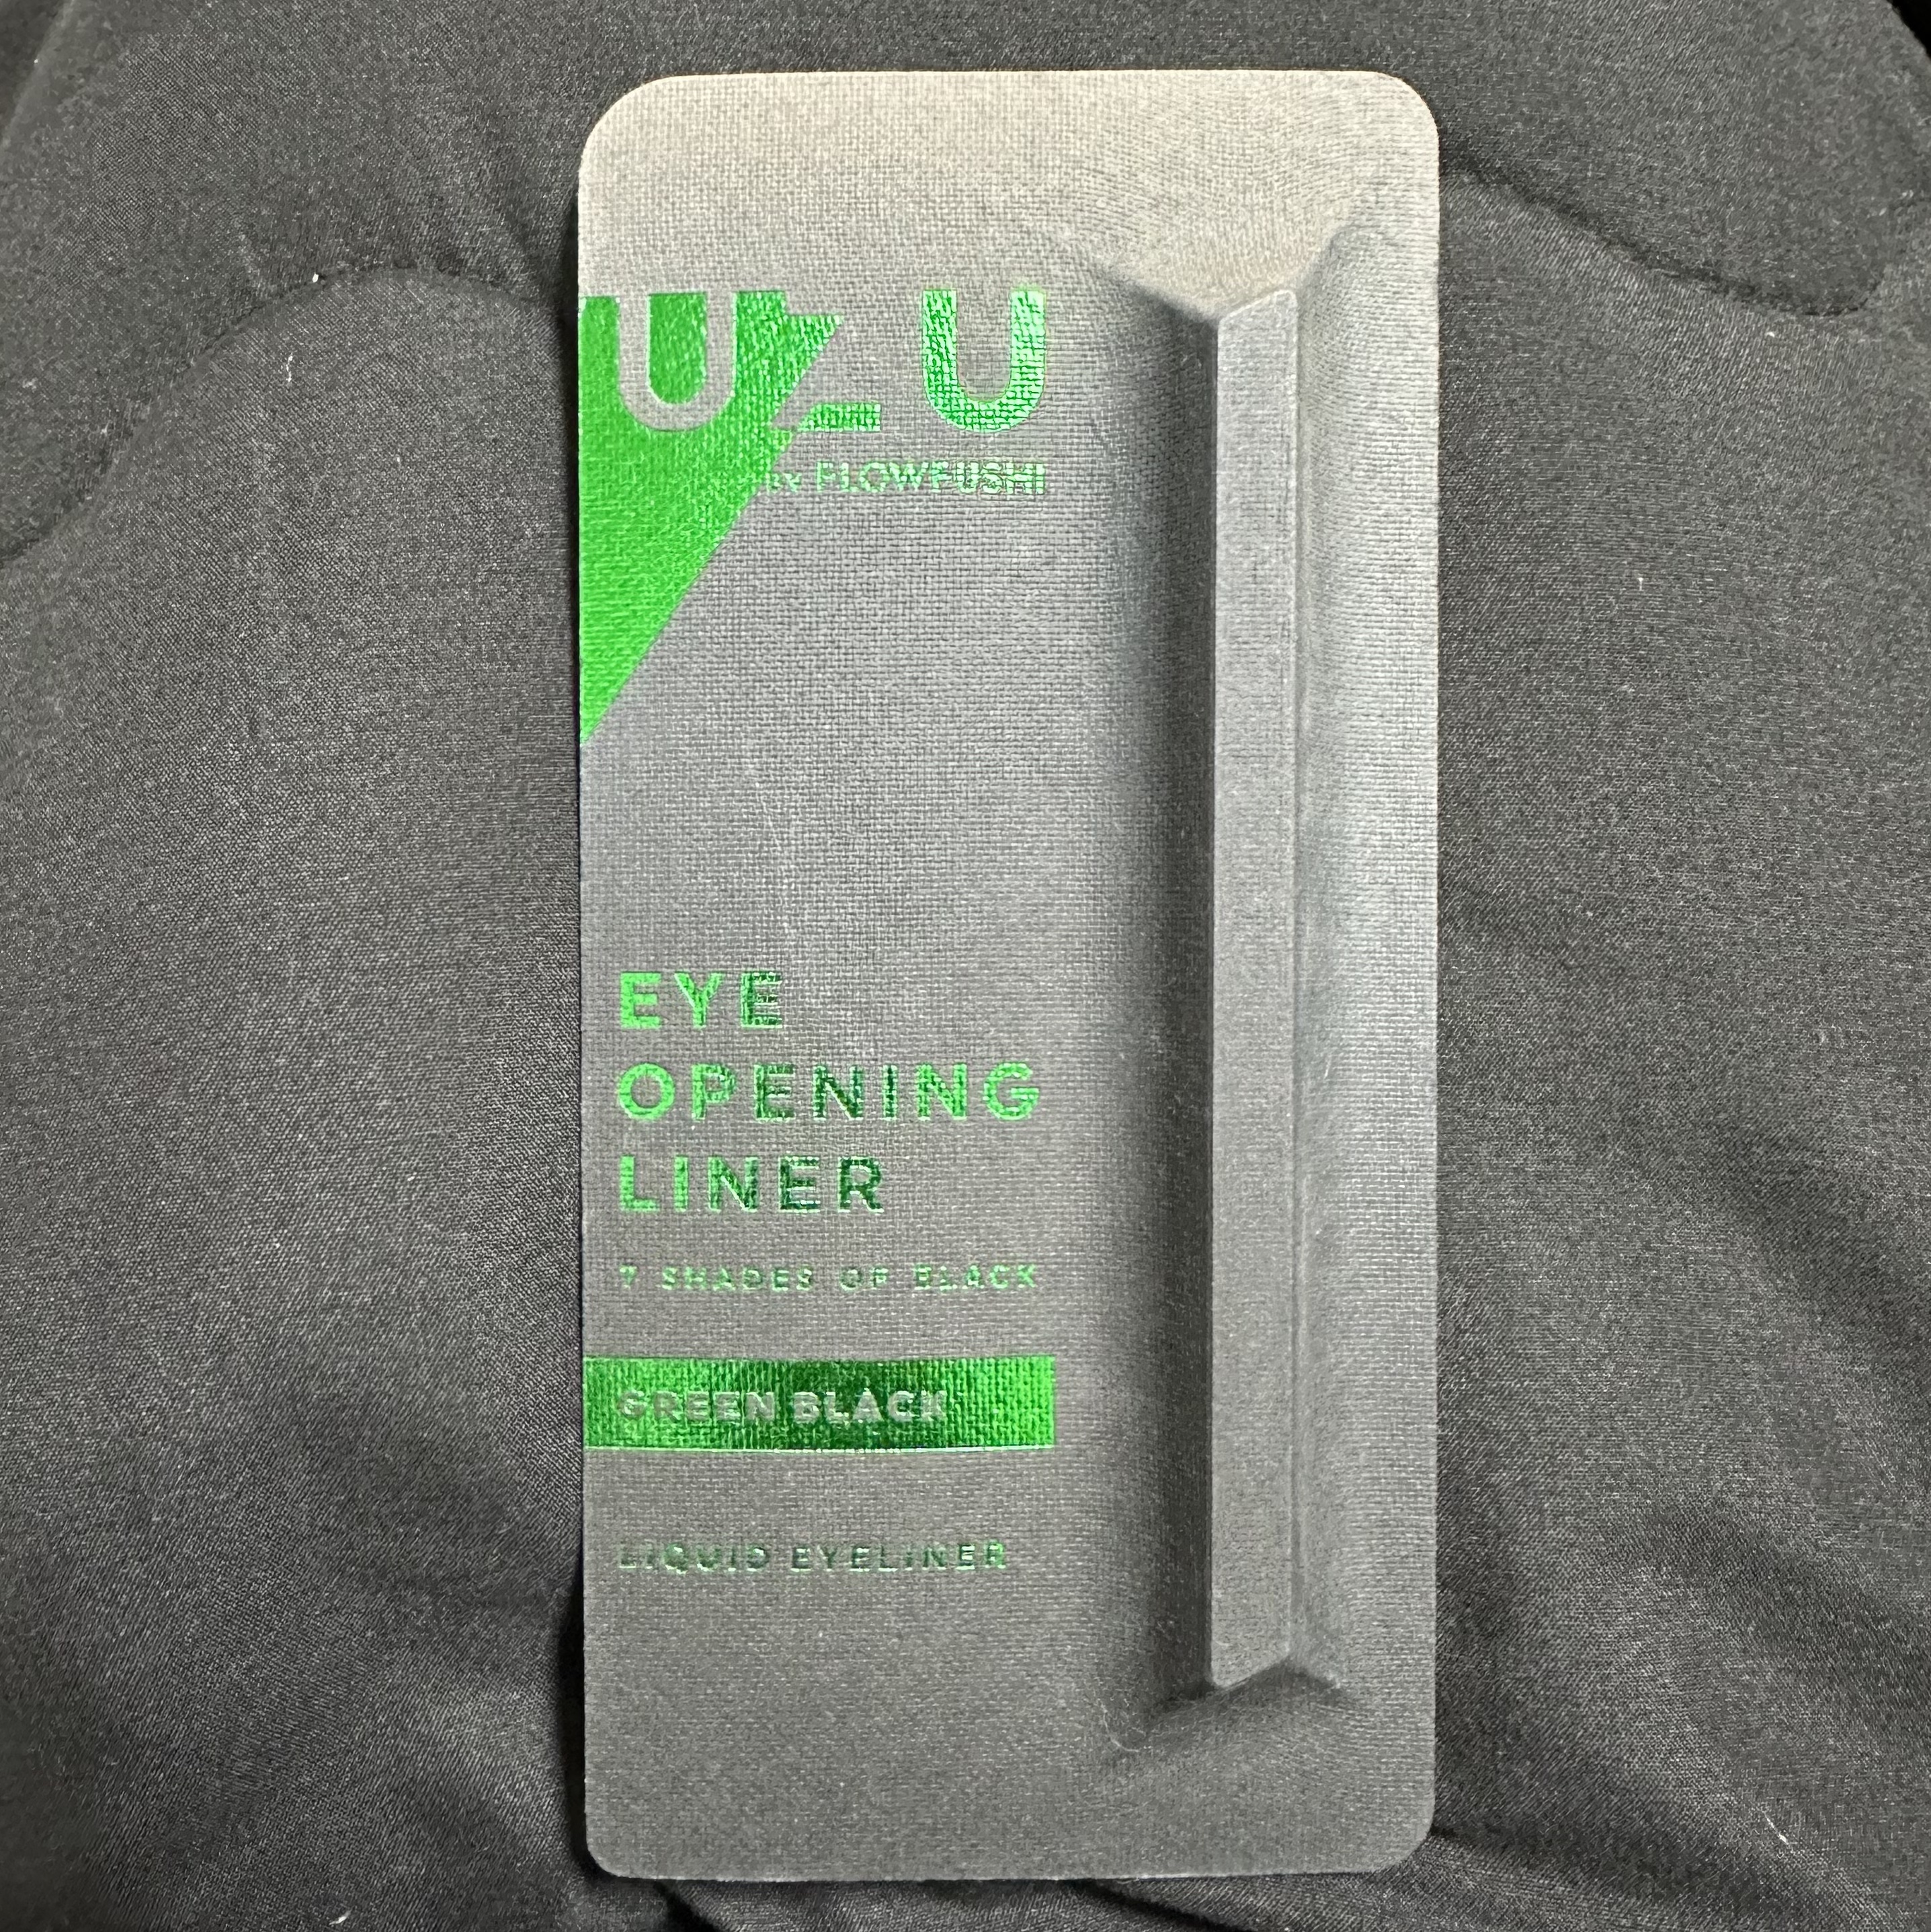 UZU
BY FLOWFUSHI
EYE
OPENING
LINER
7 SHADES OF BLACK
GREEN BLACK
LIQUID EYELINER